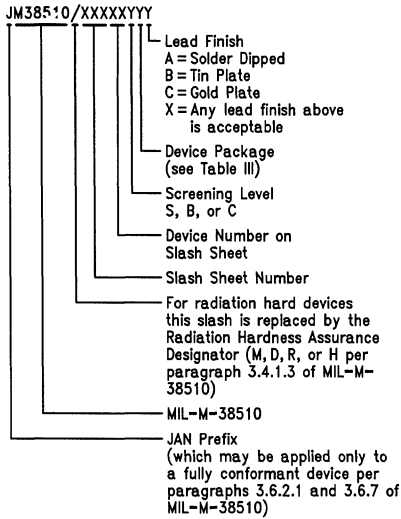 JM38510/XXXXXYYY
Lead Finish
A = Solder Dipped
B = Tin Plate
C = Gold Plate
X = Any lead finish above
is acceptable
Device Package
(see Table III)
Screening Level
S, B, or C
Device Number on
Slash Sheet
Slash Sheet Number
For radiation hard devices
this slash is replaced by the
Radiation Hardness Assurance
Designator (M, D, R, or H per
paragraph 3.4.1.3 of MIL-M-
38510)
MIL-M-38510
JAN Prefix
(which may be applied only to
a fully conformant device per
paragraphs 3.6.2.1 and 3.6.7 of
MIL-M-38510)